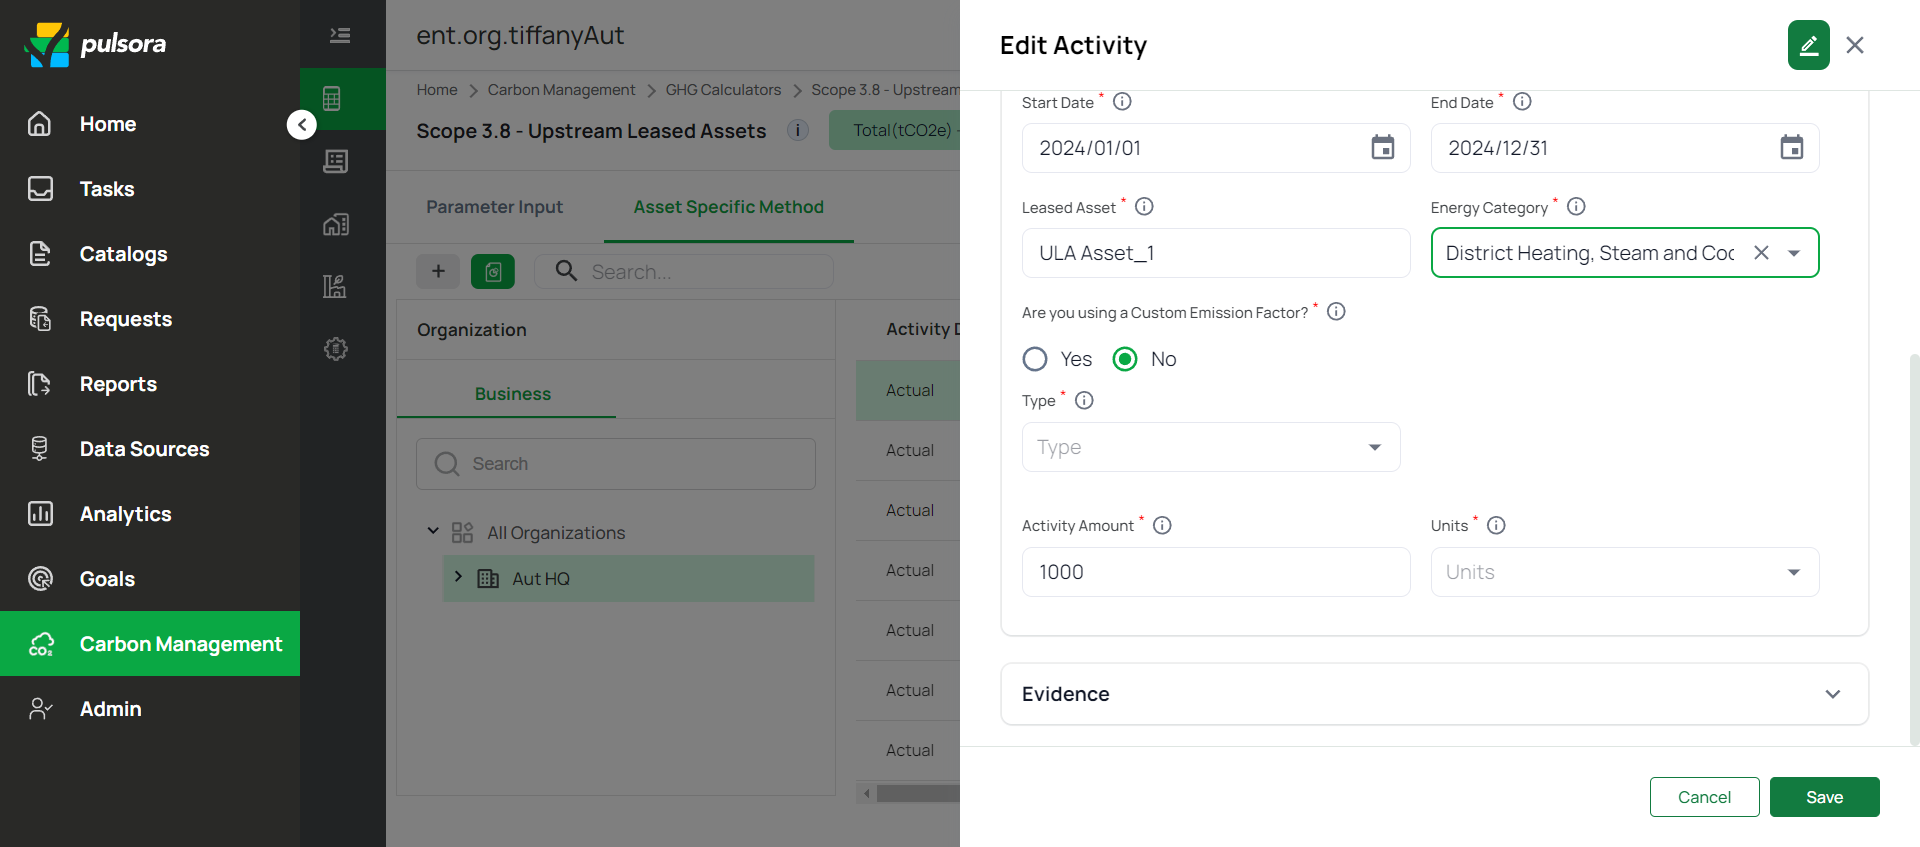 pulsora
Home
Tasks
Catalogs
Requests
Reports
Data Sources
Analytics
Goals
Carbon Management
Admin
ent.org.tiffanyAut
Home > Carbon Management > GHG Calculators > Scope 3.8 - Upstream
Scope 3.8 - Upstream Leased Assets
Total(tCO2e) -
Parameter Input
Asset Specific Method
Search...
Organization
Business
Search
All Organizations
Aut HQ
Activity D
Actual
Actual
Actual
Actual
Actual
Actual
Actual
Edit Activity
Start Date *
End Date *
2024/01/01
2024/12/31
Leased Asset *
Energy Category *
ULA Asset_1
District Heating, Steam and Coo
Are you using a Custom Emission Factor? *
Yes
No
Type *
Type
Activity Amount *
Units *
1000
Units
Evidence
Cancel
Save